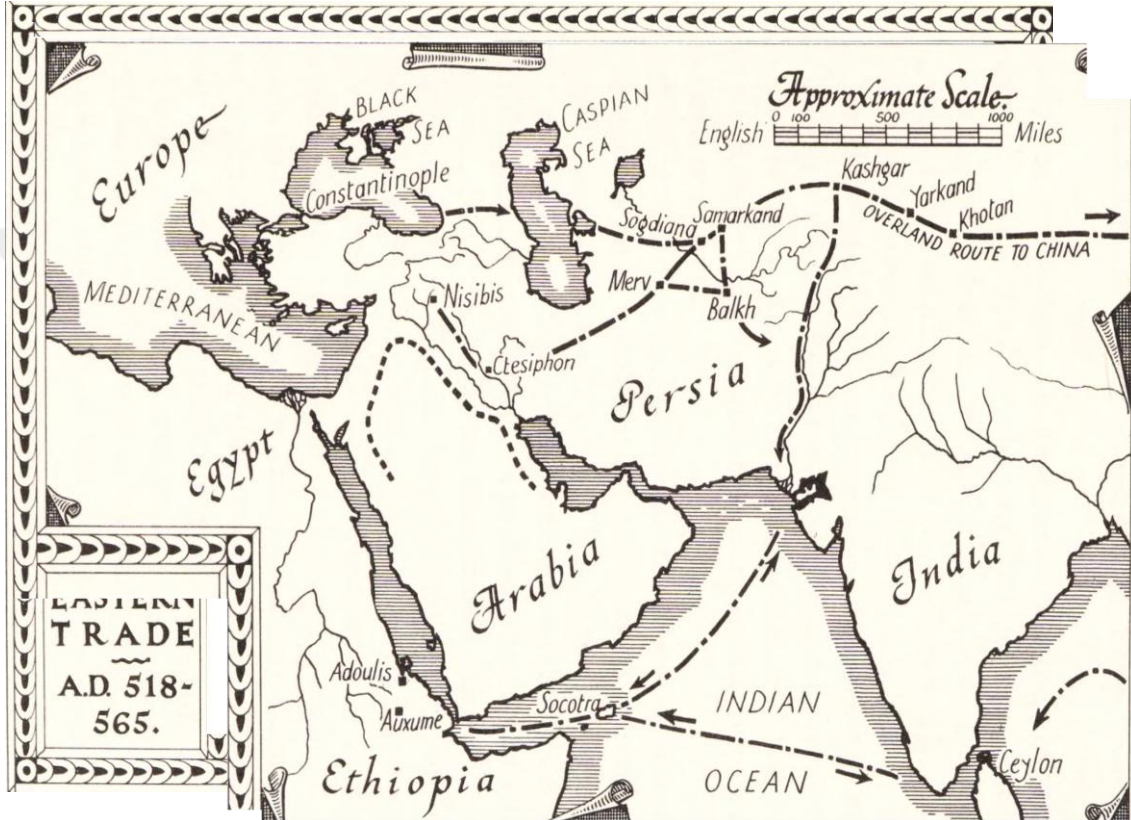 Approximate Scale.
0 100 500 1000
English Miles
BLACK
SEA
CASPIAN
SEA
Europe
Constantinople
Kashgar
Yarkand
Khotan
OVERLAND
ROUTE TO CHINA
Sogdiana
Samarkand
MEDITERRANEAN
Nisibis
Merv
Balkh
Ctesiphon
Persia
Egypt
Arabia
India
EASTERN
TRADE
A.D. 518-
565.
Adoulis
Auxume
Socotra
INDIAN
OCEAN
Ceylon
Ethiopia